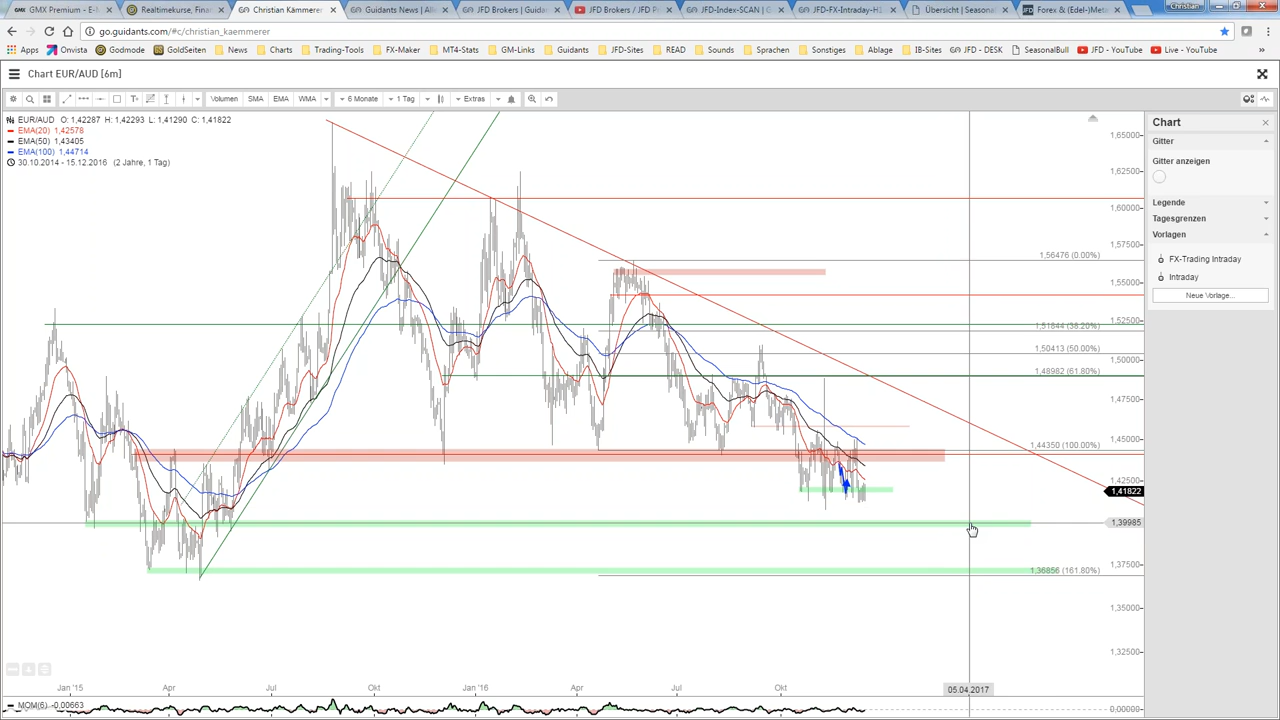 GMX Premium - E-M
Realtimekurse, Finan
Christian Kämmerer
Guidants News | All
JFD Brokers | Guidan
JFD Brokers / JFD P
JFD-Index-SCAN | G
JFD-FX-Intraday-H1
Übersicht | Seasonal
Forex & (Edel-)Meta
Christian
go.guidants.com/#c/christian_kaemmerer
Apps Onvista Godmode GoldSeiten News Charts Trading-Tools FX-Maker MT4-Stats GM-Links Guidants JFD-Sites READ Sounds Sprachen Sonstiges Ablage IB-Sites JFD - DESK SeasonalBull JFD - YouTube Live - YouTube »
Chart EUR/AUD [6m]
Volumen SMA EMA WMA 6 Monate 1 Tag Extras
EUR/AUD O: 1,42287 H: 1,42293 L: 1,41290 C: 1,41822
EMA(20) 1,42578
EMA(50) 1,43405
EMA(100) 1,44714
30.10.2014 - 15.12.2016 (2 Jahre, 1 Tag)
1,65000
1,62500
1,60000
1,57500
1,56476 (0.00%)
1,55000
1,52500
1,51844 (38.20%)
1,50413 (50.00%)
1,50000
1,48982 (61.80%)
1,47500
1,45000
1,44350 (100.00%)
1,42500
1,41822
1,39985
1,37500
1,36856 (161.80%)
1,35000
1,32500
Jan '15 Apr Jul Okt Jan '16 Apr Jul Okt 05.04.2017
MOM(6) -0,00663
0,00000
Chart
Gitter
Gitter anzeigen
Legende
Tagesgrenzen
Vorlagen
FX-Trading Intraday
Intraday
Neue Vorlage...